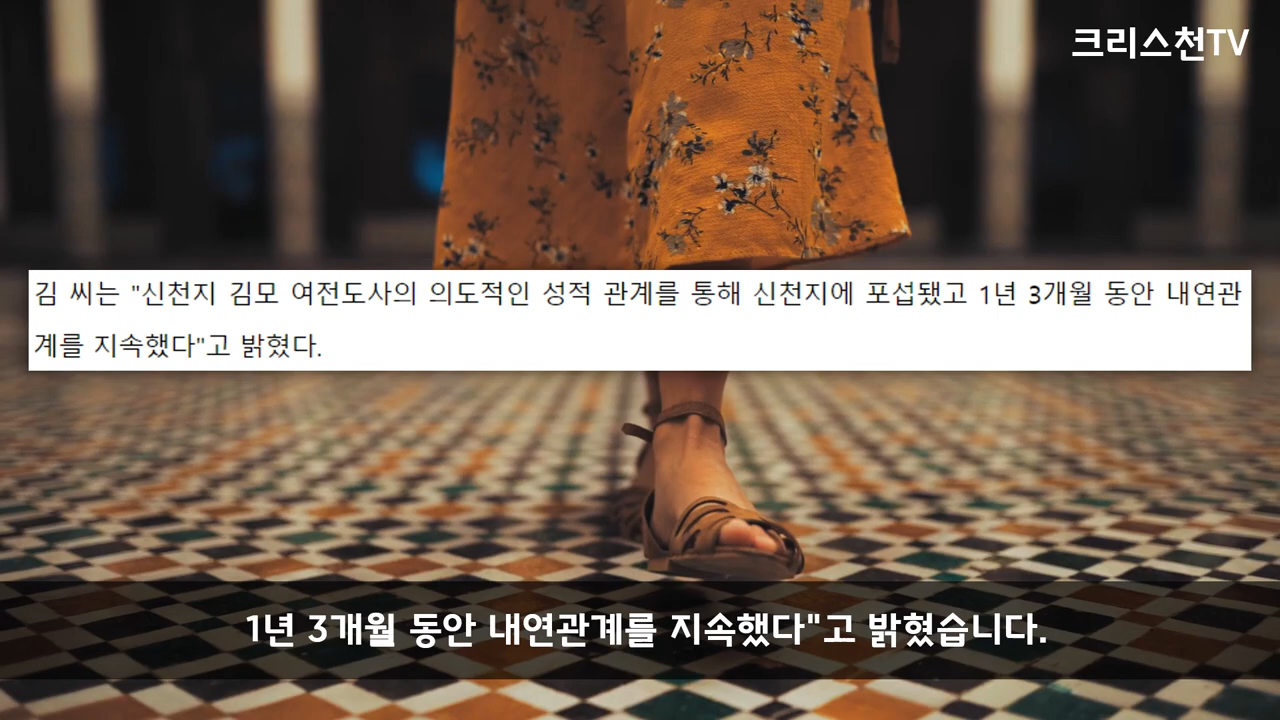 크리스천TV
김 씨는 "신천지 김모 여전도사의 의도적인 성적 관계를 통해 신천지에 포섭됐고 1년 3개월 동안 내연관
계를 지속했다"고 밝혔다.
1년 3개월 동안 내연관계를 지속했다"고 밝혔습니다.